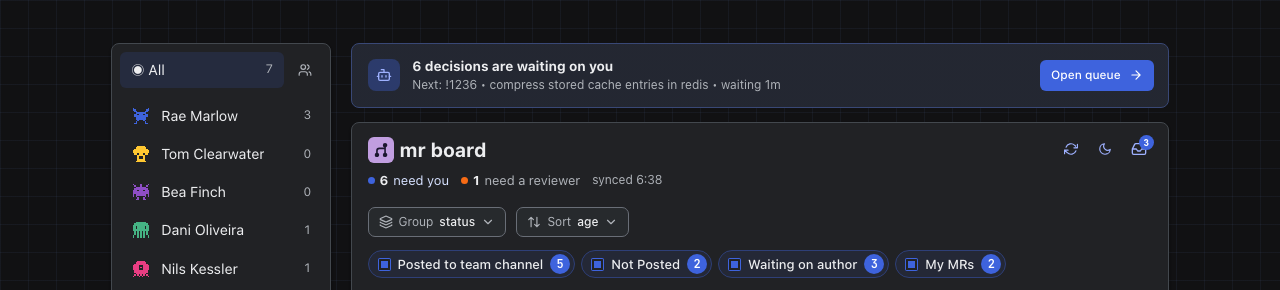 All 7
Rae Marlow 3
Tom Clearwater 0
Bea Finch 0
Dani Oliveira 1
Nils Kessler 1
6 decisions are waiting on you
Next: !1236 • compress stored cache entries in redis • waiting 1m
Open queue
mr board
3
6 need you 1 need a reviewer synced 6:38
Group status Sort age
Posted to team channel 5 Not Posted 2 Waiting on author 3 My MRs 2